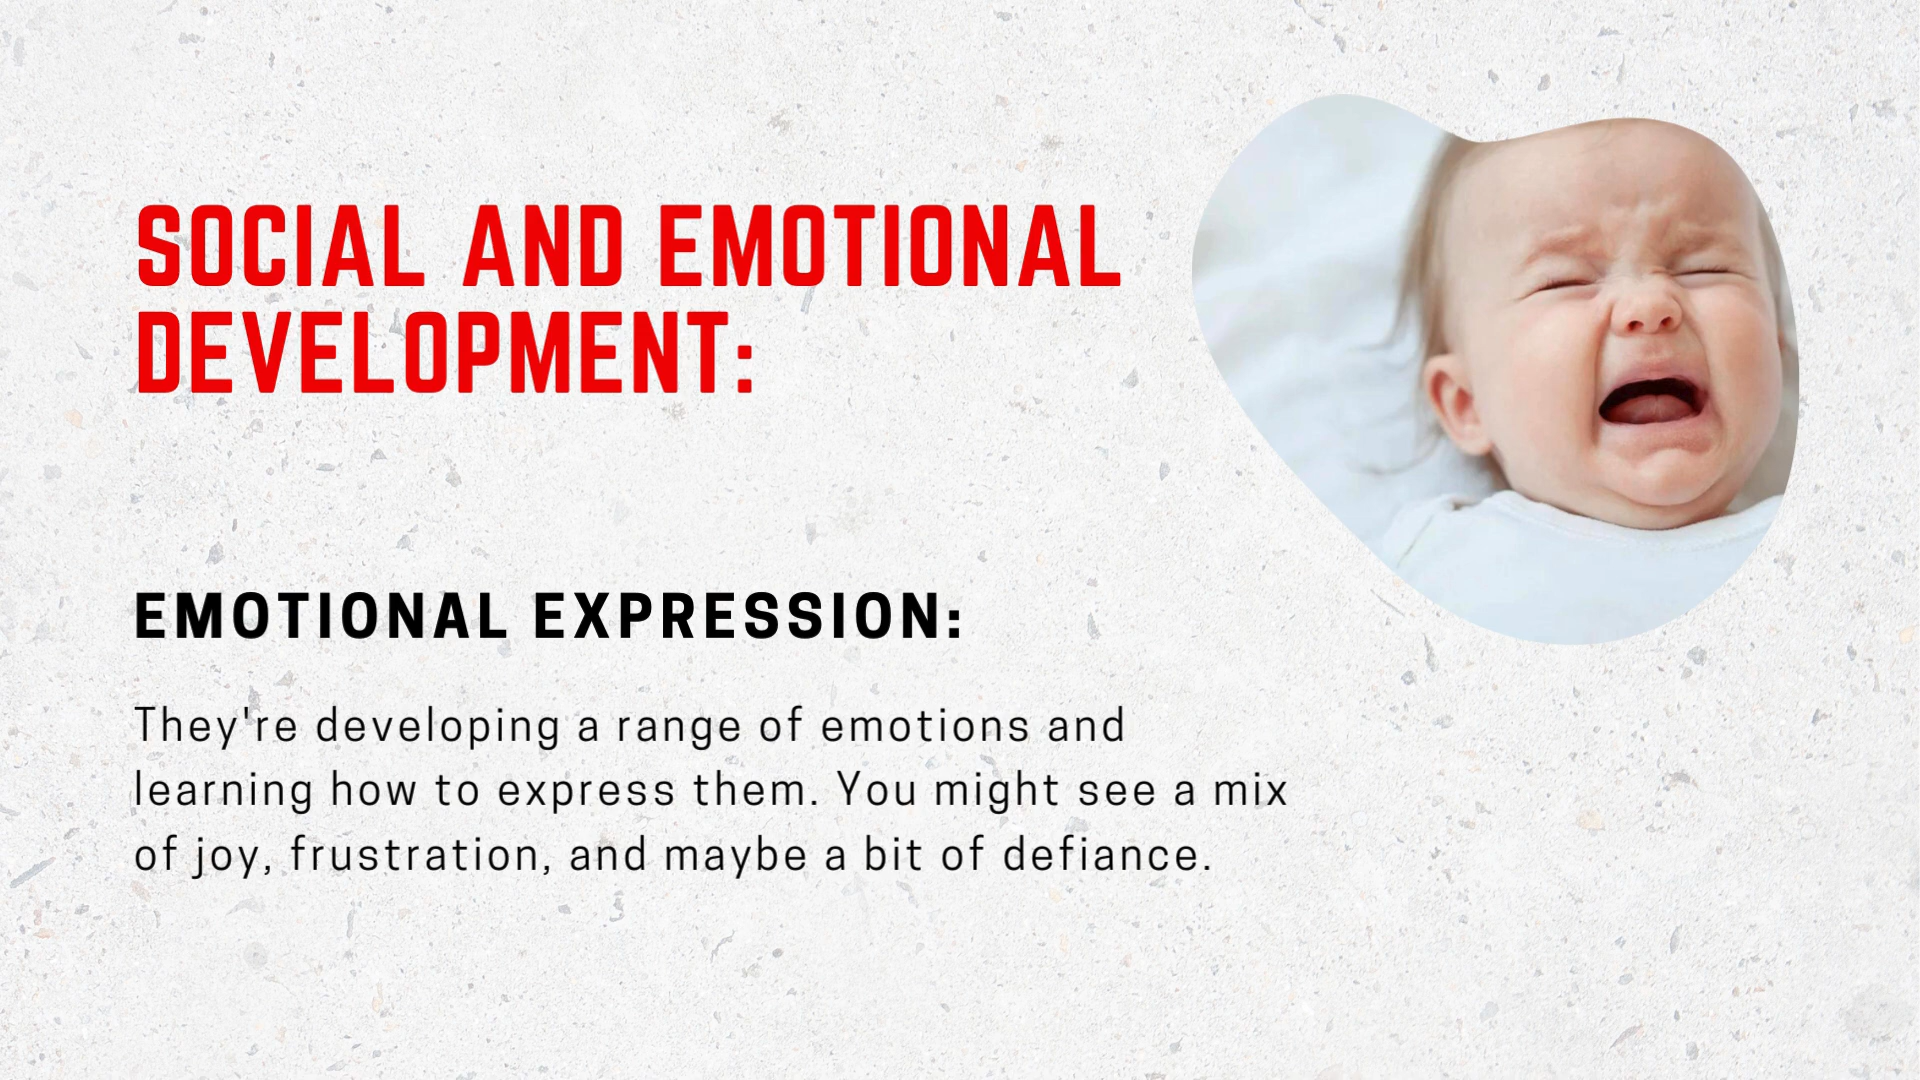 SOCIAL AND EMOTIONAL
DEVELOPMENT:
EMOTIONAL EXPRESSION:
They're developing a range of emotions and
learning how to express them. You might see a mix
of joy, frustration, and maybe a bit of defiance.